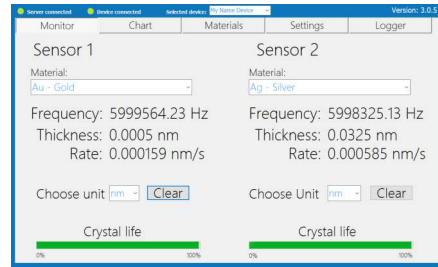 Server connected Device connected Selected device: My Name Device Version: 3.0.5
Monitor Chart Materials Settings Logger
Sensor 1
Material:
Au - Gold
Frequency: 5999564.23 Hz
Thickness: 0.0005 nm
Rate: 0.000159 nm/s
Choose unit nm Clear
Crystal life
0% 100%
Sensor 2
Material:
Ag - Silver
Frequency: 5998325.13 Hz
Thickness: 0.0325 nm
Rate: 0.000585 nm/s
Choose Unit nm Clear
Crystal life
0% 100%